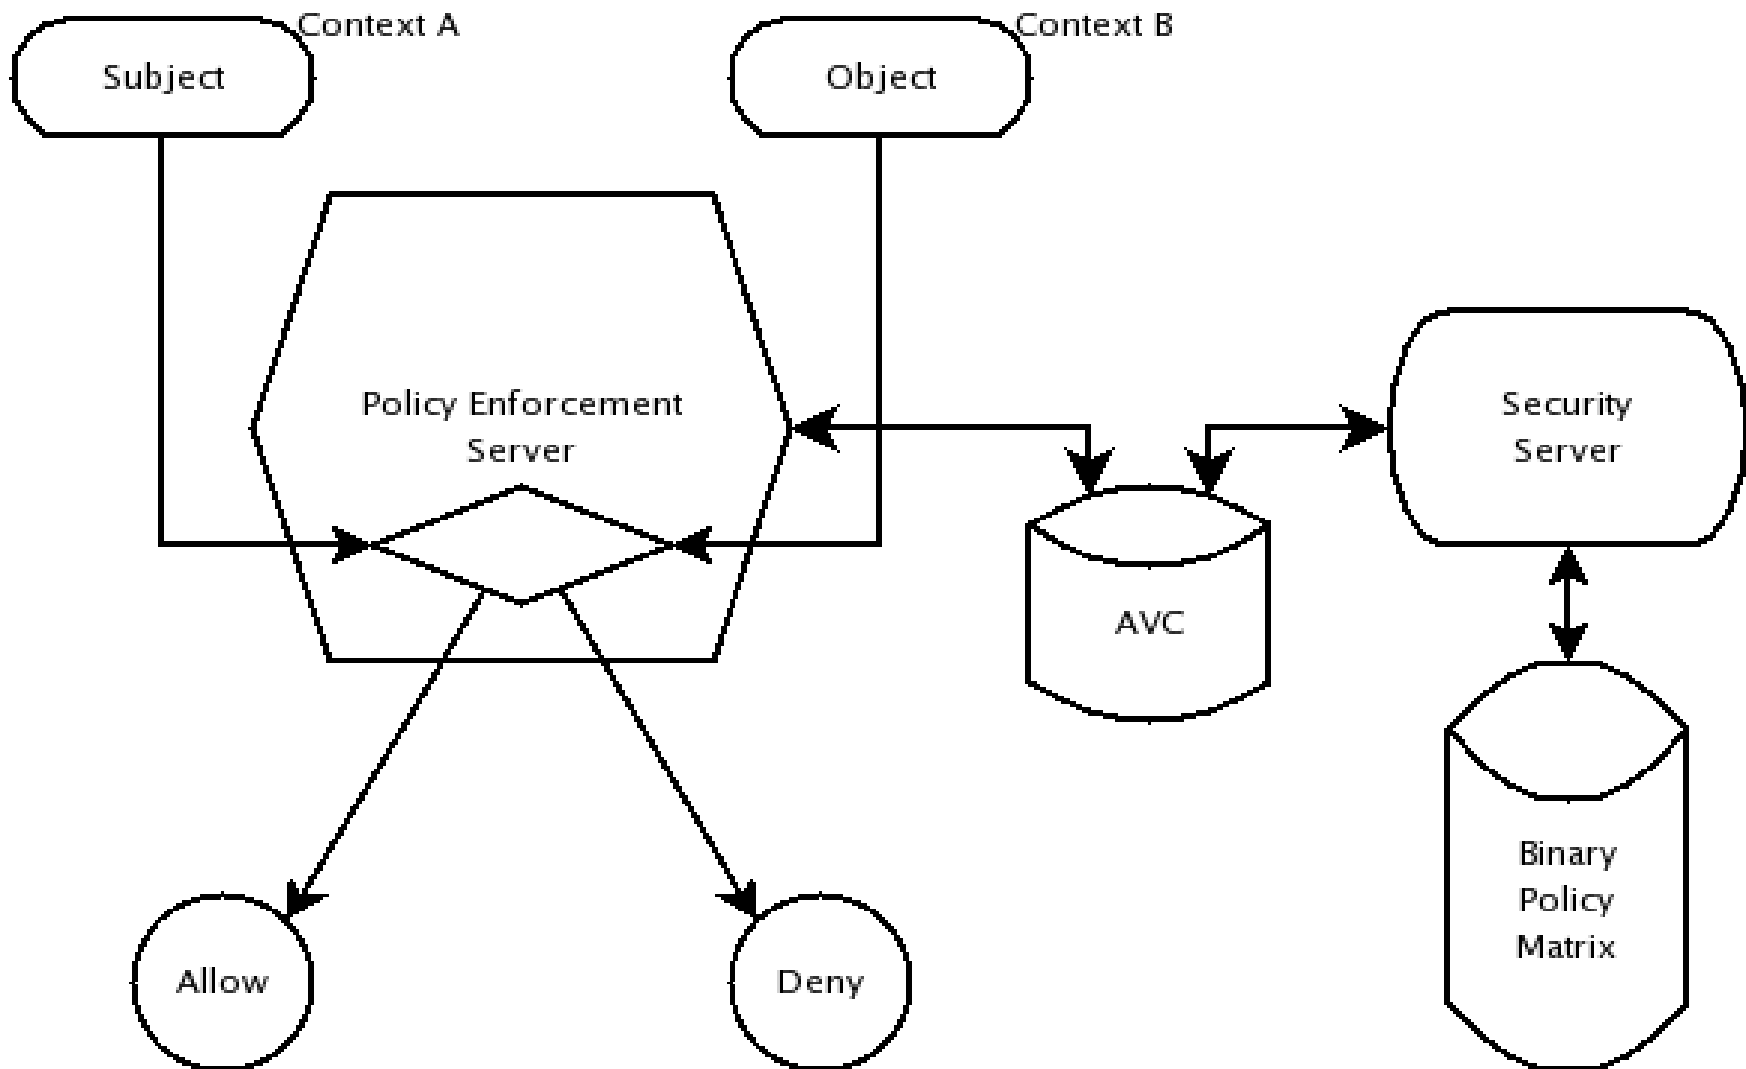 Context A
Subject
Context B
Object
Policy Enforcement
Server
Security
Server
AVC
Binary
Policy
Matrix
Allow
Deny